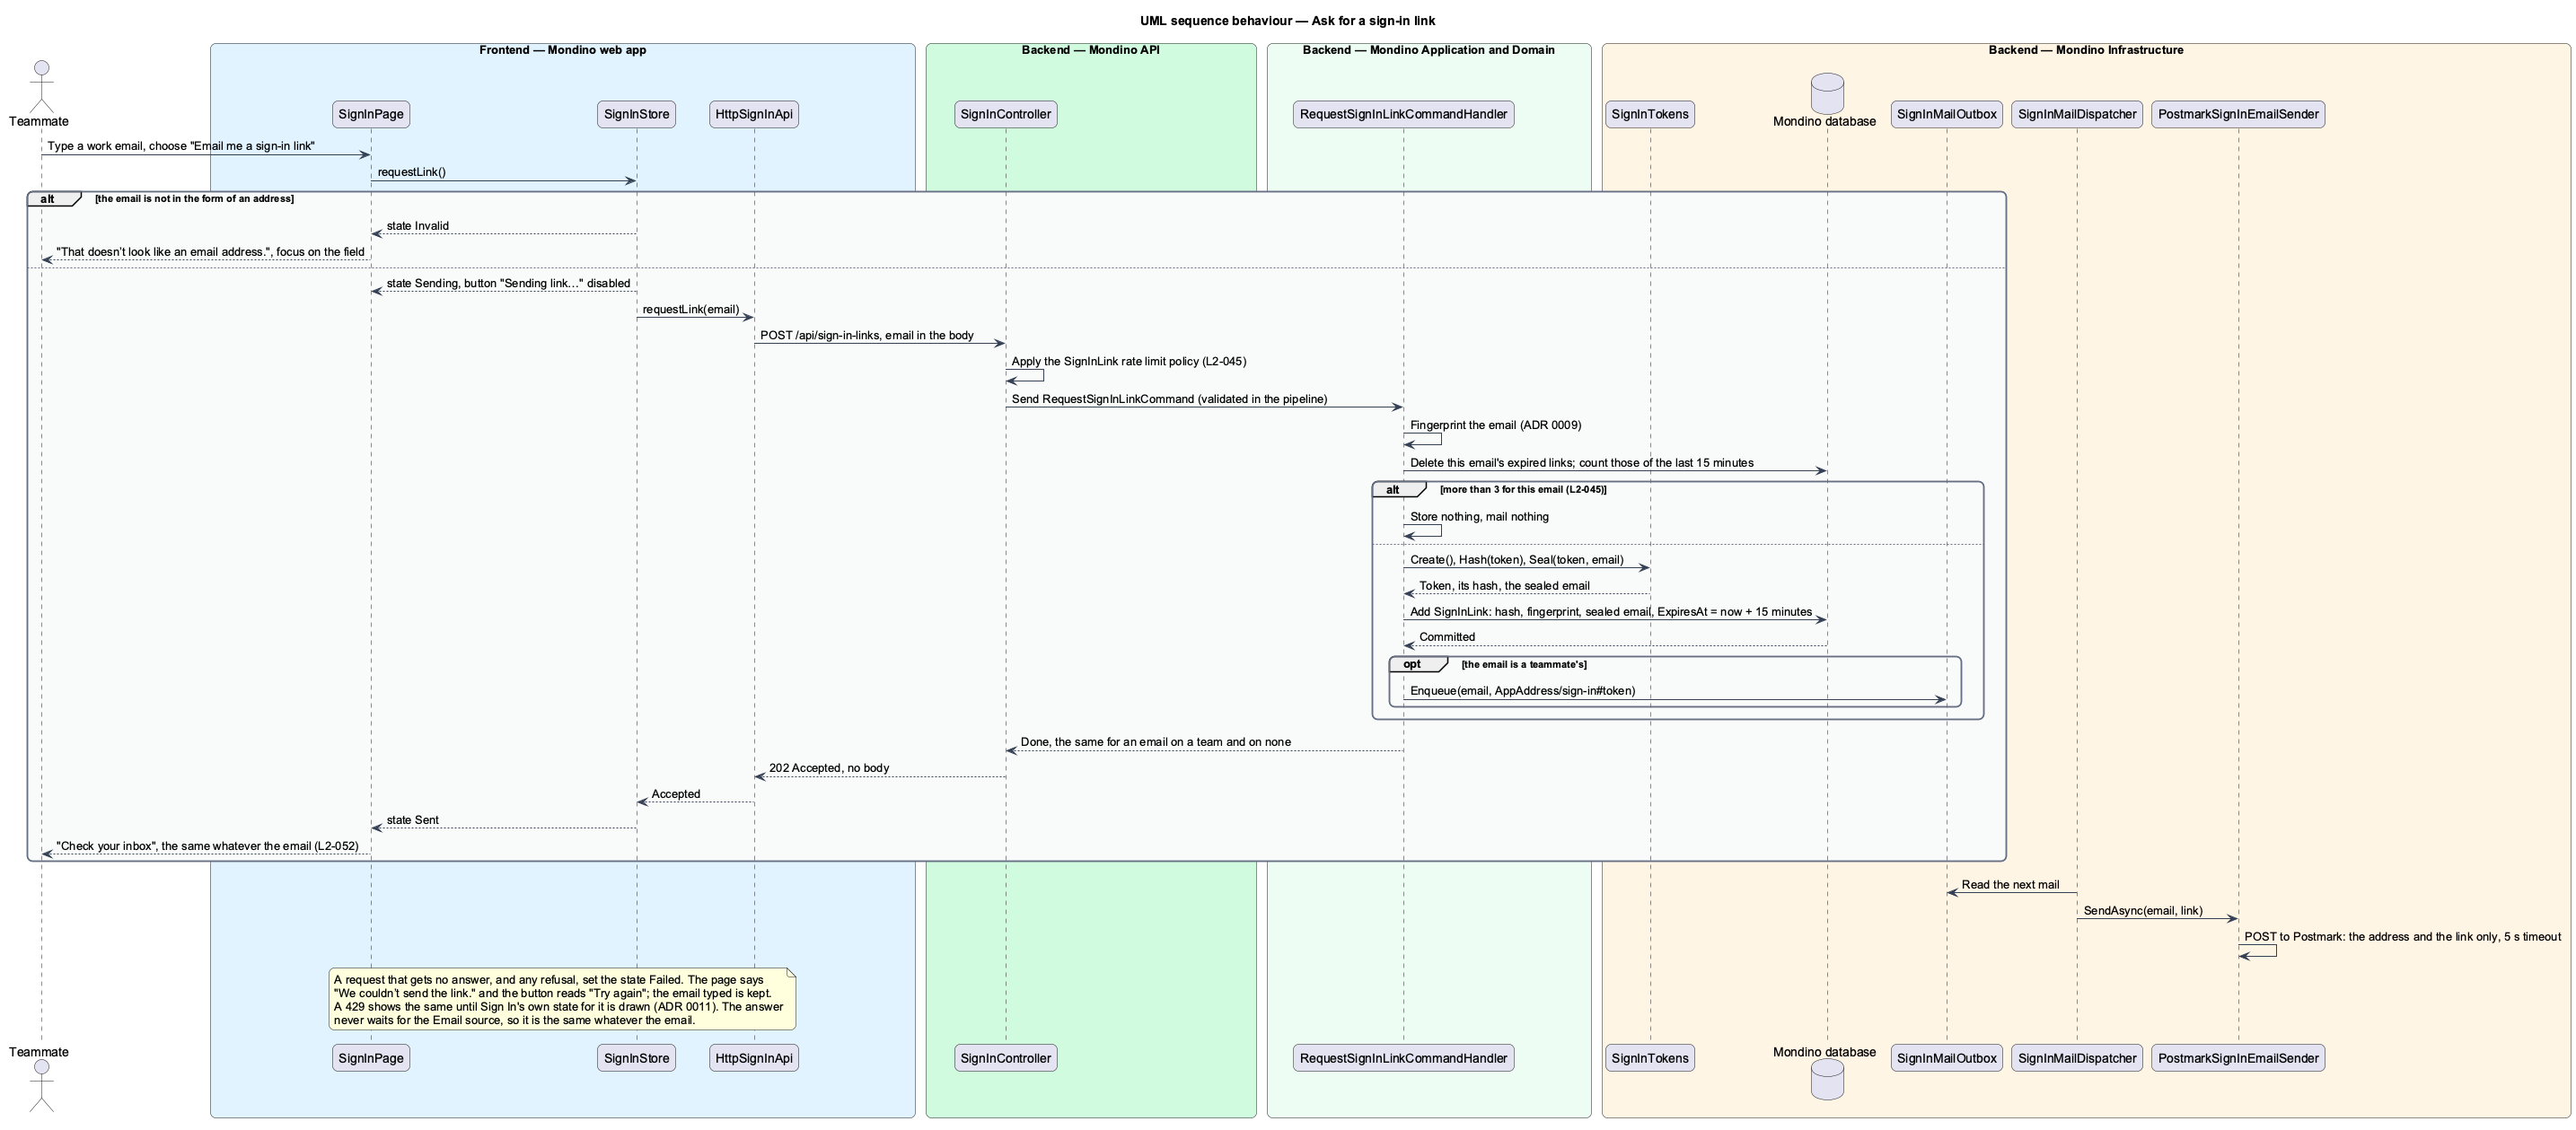 UML sequence behaviour — Ask for a sign-in link
Frontend — Mondino web app
Backend — Mondino API
Backend — Mondino Application and Domain
Backend — Mondino Infrastructure
Teammate
SignInPage
SignInStore
HttpSignInApi
SignInController
RequestSignInLinkCommandHandler
SignInTokens
Mondino database
SignInMailOutbox
SignInMailDispatcher
PostmarkSignInEmailSender
Type a work email, choose "Email me a sign-in link"
requestLink()
alt
[the email is not in the form of an address]
state Invalid
"That doesn’t look like an email address.", focus on the field
state Sending, button "Sending link…" disabled
requestLink(email)
POST /api/sign-in-links, email in the body
Apply the SignInLink rate limit policy (L2-045)
Send RequestSignInLinkCommand (validated in the pipeline)
Fingerprint the email (ADR 0009)
Delete this email's expired links; count those of the last 15 minutes
alt
[more than 3 for this email (L2-045)]
Store nothing, mail nothing
Create(), Hash(token), Seal(token, email)
Token, its hash, the sealed email
Add SignInLink: hash, fingerprint, sealed email, ExpiresAt = now + 15 minutes
Committed
opt
[the email is a teammate's]
Enqueue(email, AppAddress/sign-in#token)
Done, the same for an email on a team and on none
202 Accepted, no body
Accepted
state Sent
"Check your inbox", the same whatever the email (L2-052)
Read the next mail
SendAsync(email, link)
POST to Postmark: the address and the link only, 5 s timeout
A request that gets no answer, and any refusal, set the state Failed. The page says
"We couldn’t send the link." and the button reads "Try again"; the email typed is kept.
A 429 shows the same until Sign In's own state for it is drawn (ADR 0011). The answer
never waits for the Email source, so it is the same whatever the email.
Teammate
SignInPage
SignInStore
HttpSignInApi
SignInController
RequestSignInLinkCommandHandler
SignInTokens
Mondino database
SignInMailOutbox
SignInMailDispatcher
PostmarkSignInEmailSender